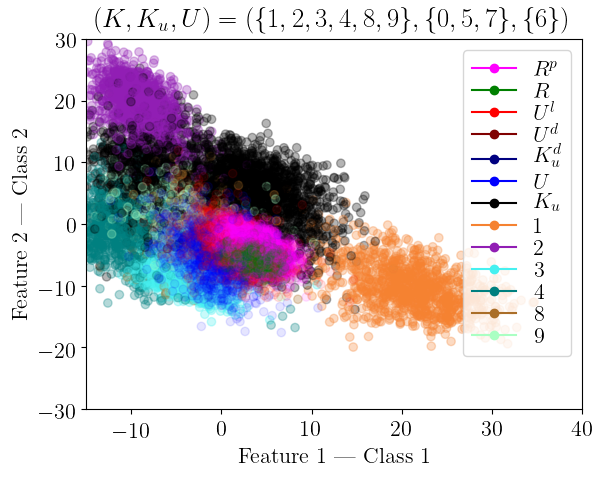 (K, K_u, U) = ({1, 2, 3, 4, 8, 9}, {0, 5, 7}, {6})
30
20
10
0
−10
−20
−30
Feature 2 — Class 2
R^p
R
U^l
U^d
K_u^d
U
K_u
1
2
3
4
8
9
−10
0
10
20
30
40
Feature 1 — Class 1